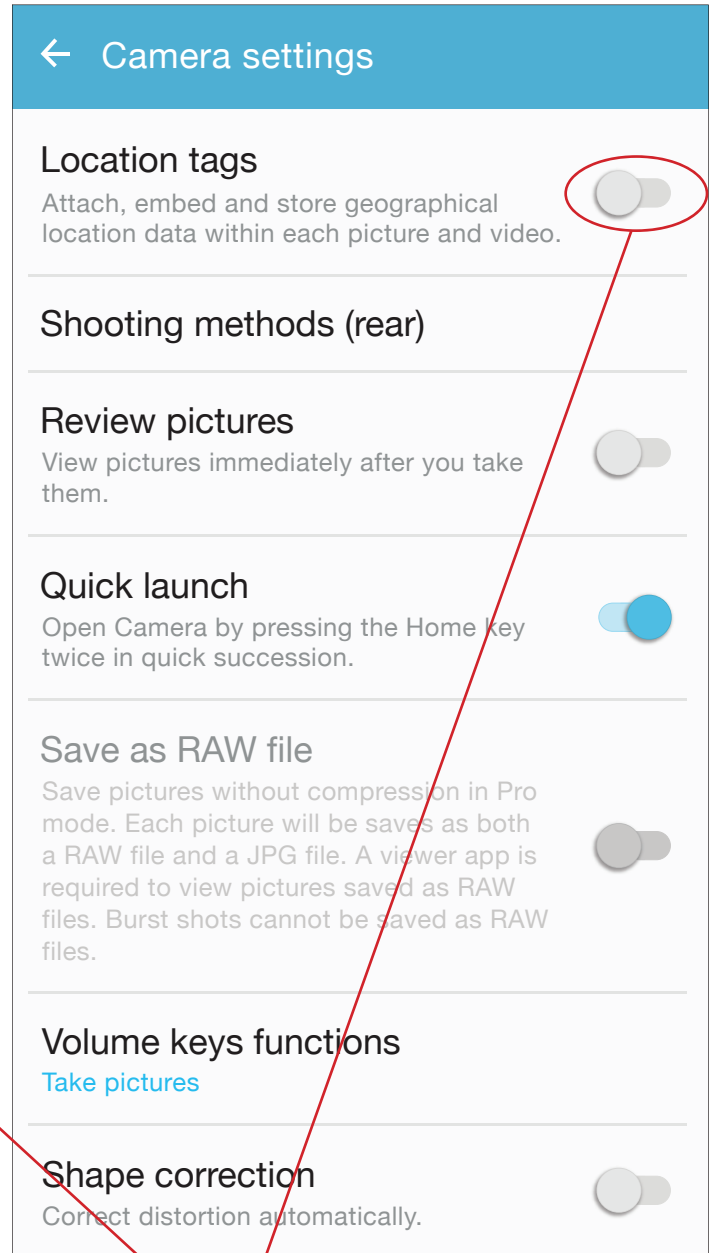 Camera settings
Location tags
Attach, embed and store geographical
location data within each picture and video.
Shooting methods (rear)
Review pictures
View pictures immediately after you take
them.
Quick launch
Open Camera by pressing the Home key
twice in quick succession.
Save as RAW file
Save pictures without compression in Pro
mode. Each picture will be saves as both
a RAW file and a JPG file. A viewer app is
required to view pictures saved as RAW
files. Burst shots cannot be saved as RAW
files.
Volume keys functions
Take pictures
Shape correction
Correct distortion automatically.